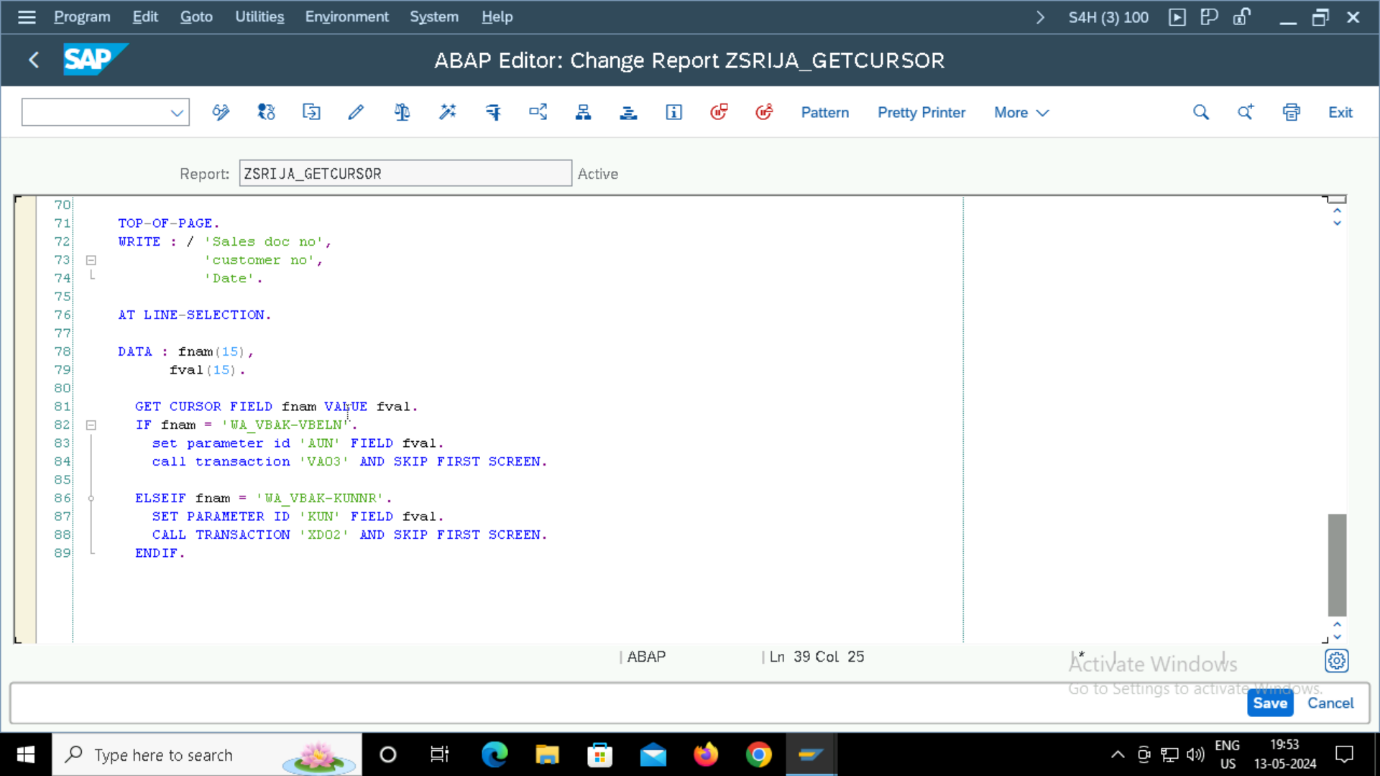 Program Edit Goto Utilities Environment System Help S4H (3) 100
SAP ABAP Editor: Change Report ZSRIJA_GETCURSOR
Pattern Pretty Printer More Exit
Report: ZSRIJA_GETCURSOR Active
70
71 TOP-OF-PAGE.
72 WRITE : / 'Sales doc no',
73 'customer no',
74 'Date'.
75
76 AT LINE-SELECTION.
77
78 DATA : fnam(15),
79 fval(15).
80
81 GET CURSOR FIELD fnam VALUE fval.
82 IF fnam = 'WA_VBAK-VBELN'.
83 set parameter id 'AUN' FIELD fval.
84 call transaction 'VA03' AND SKIP FIRST SCREEN.
85
86 ELSEIF fnam = 'WA_VBAK-KUNNR'.
87 SET PARAMETER ID 'KUN' FIELD fval.
88 CALL TRANSACTION 'XD02' AND SKIP FIRST SCREEN.
89 ENDIF.
| ABAP | Ln 39 Col 25 | * | |
Activate Windows
Go to Settings to activate Windows.
Save Cancel
Type here to search ENG 19:53
US 13-05-2024